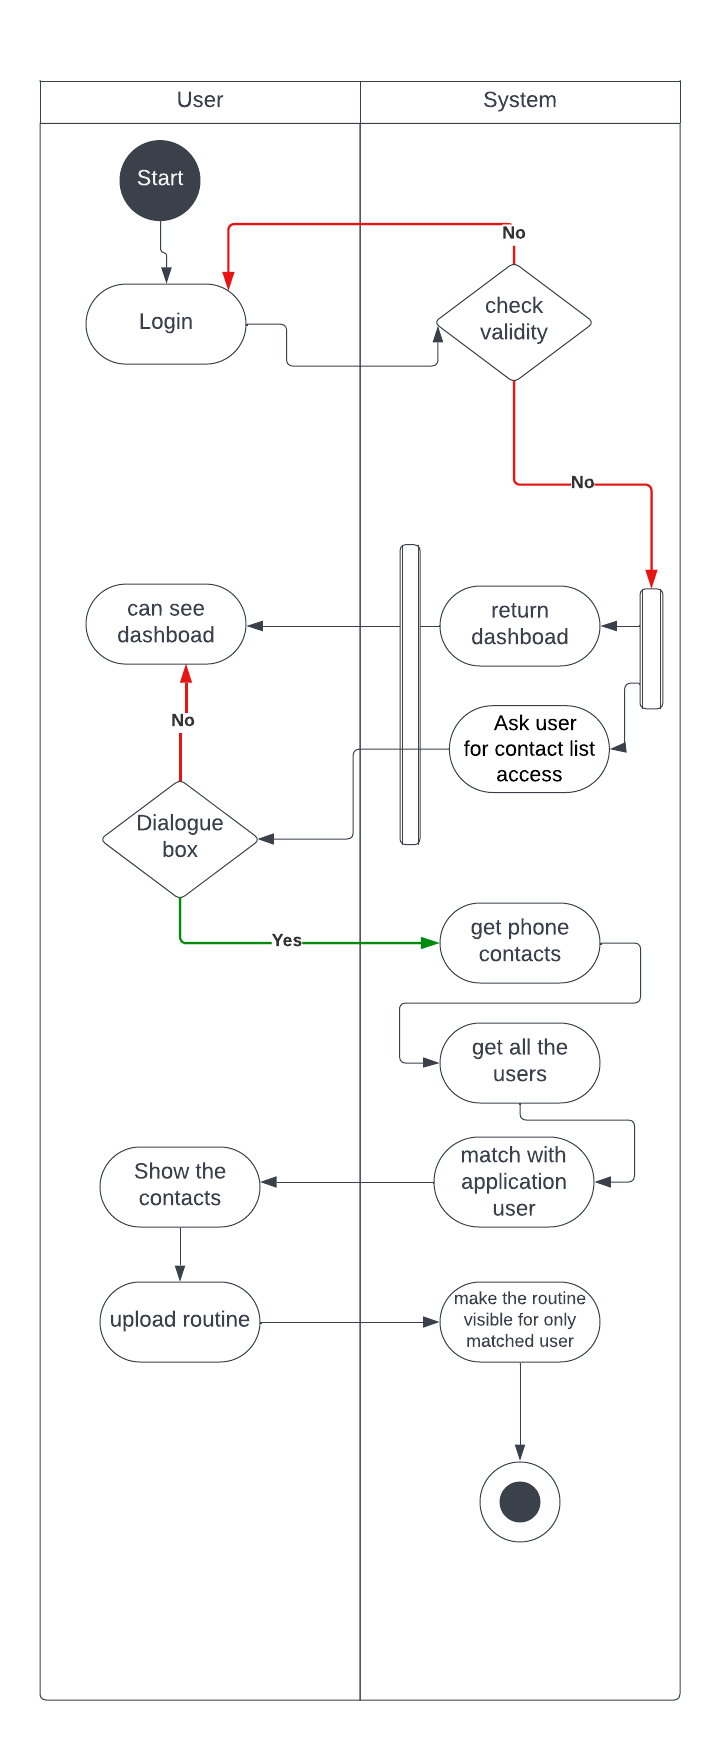 User
System
Start
No
Login
check
validity
No
can see
dashboad
return
dashboad
No
Ask user
for contact list
access
Dialogue
box
Yes
get phone
contacts
get all the
users
Show the
contacts
match with
application
user
upload routine
make the routine
visible for only
matched user